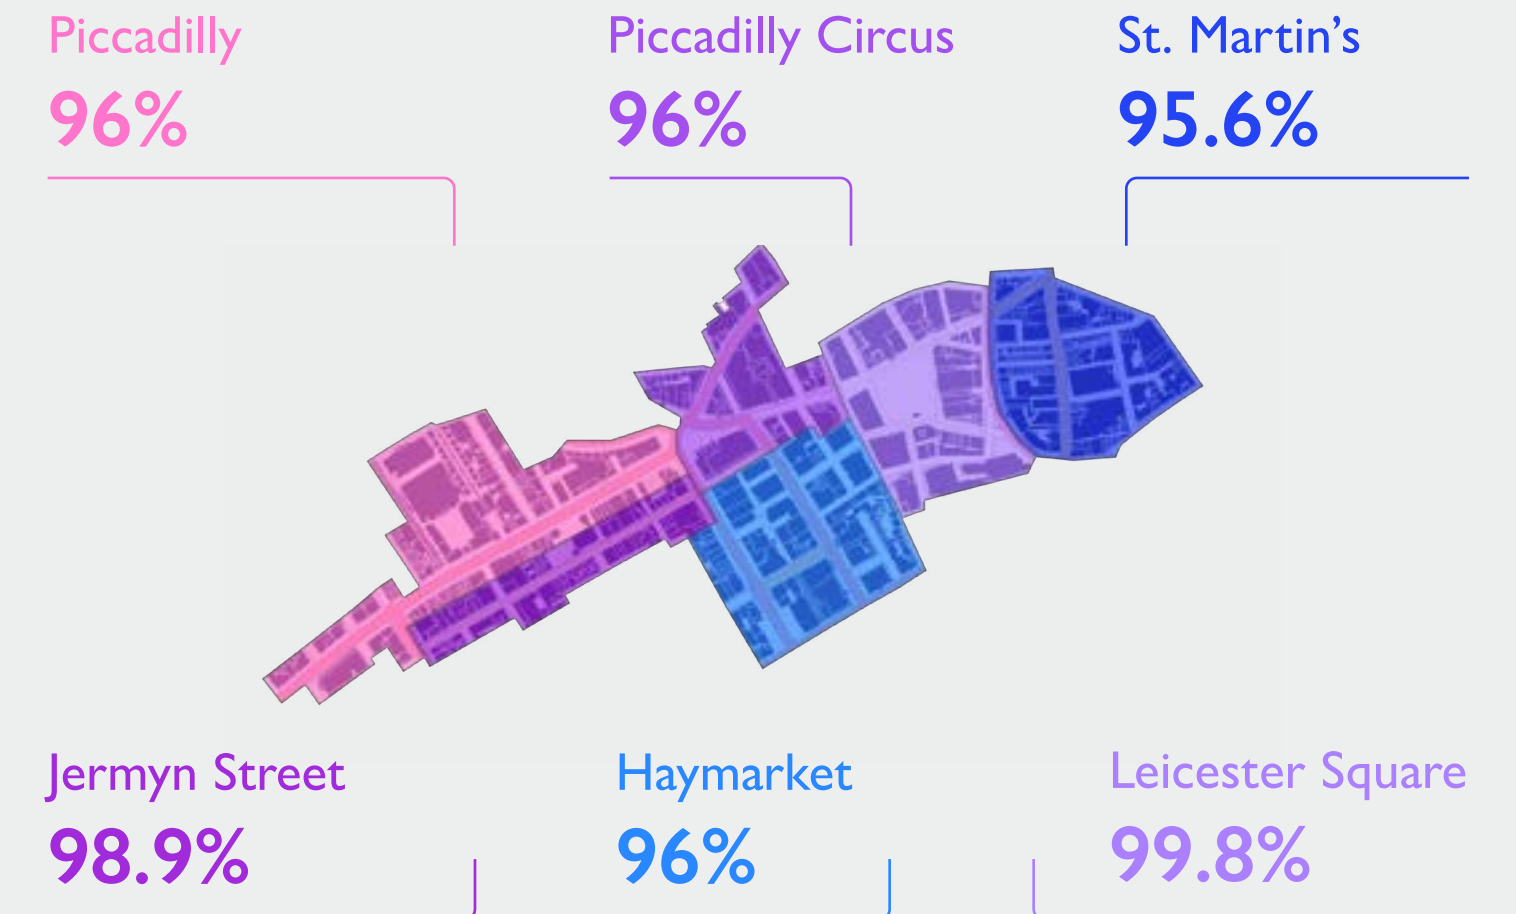 Piccadilly
96%
Piccadilly Circus
96%
St. Martin’s
95.6%
Jermyn Street
98.9%
Haymarket
96%
Leicester Square
99.8%